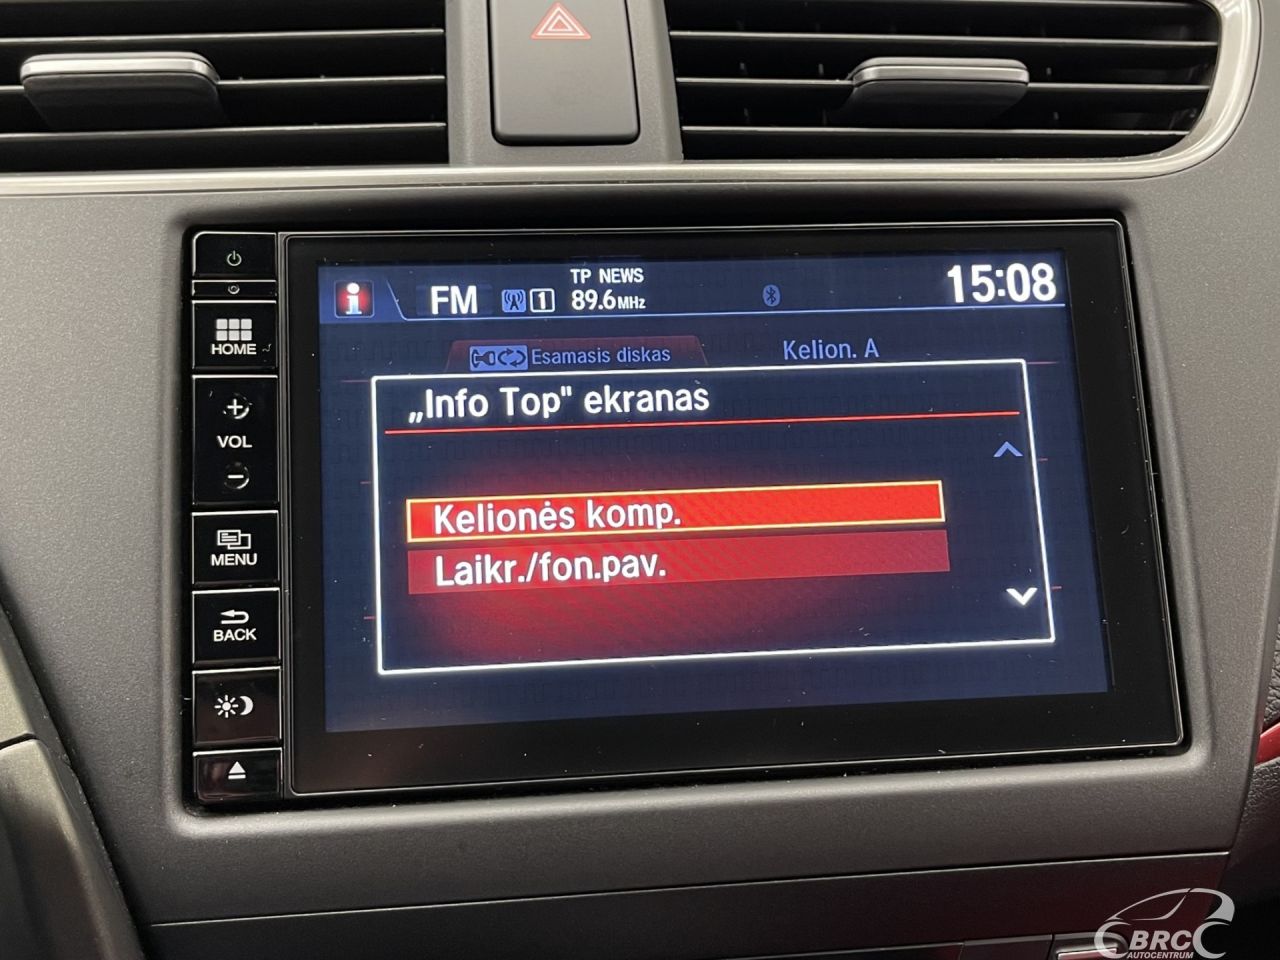 TP NEWS
FM 1 89.6MHz
15:08
Esamasis diskas
Kelion. A
„Info Top" ekranas
Kelionės komp.
Laikr./fon.pav.
HOME
+
VOL
−
MENU
BACK
BRC
AUTOCENTRUM